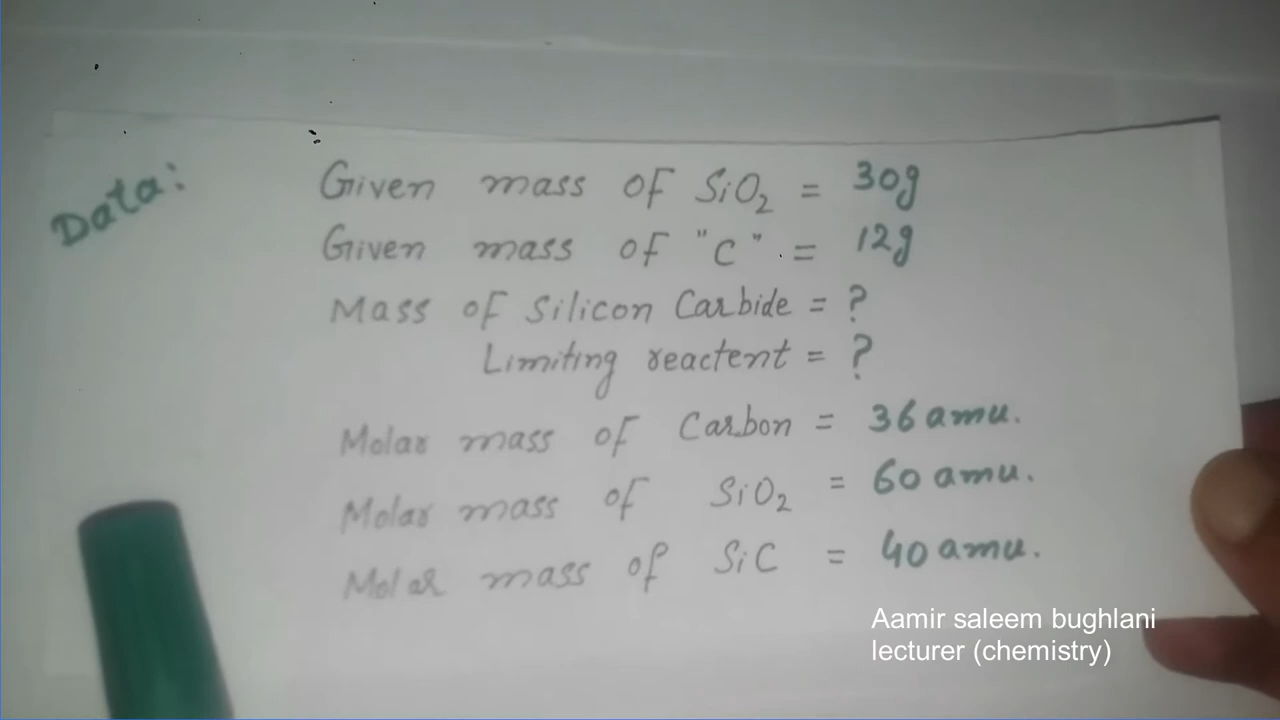 Data:
Given mass of SiO₂ = 30g
Given mass of "C" = 12g
Mass of Silicon Carbide = ?
Limiting reactent = ?
Molar mass of Carbon = 36 amu.
Molar mass of SiO₂ = 60 amu.
Molar mass of SiC = 40 amu.
Aamir saleem bughlani
lecturer (chemistry)